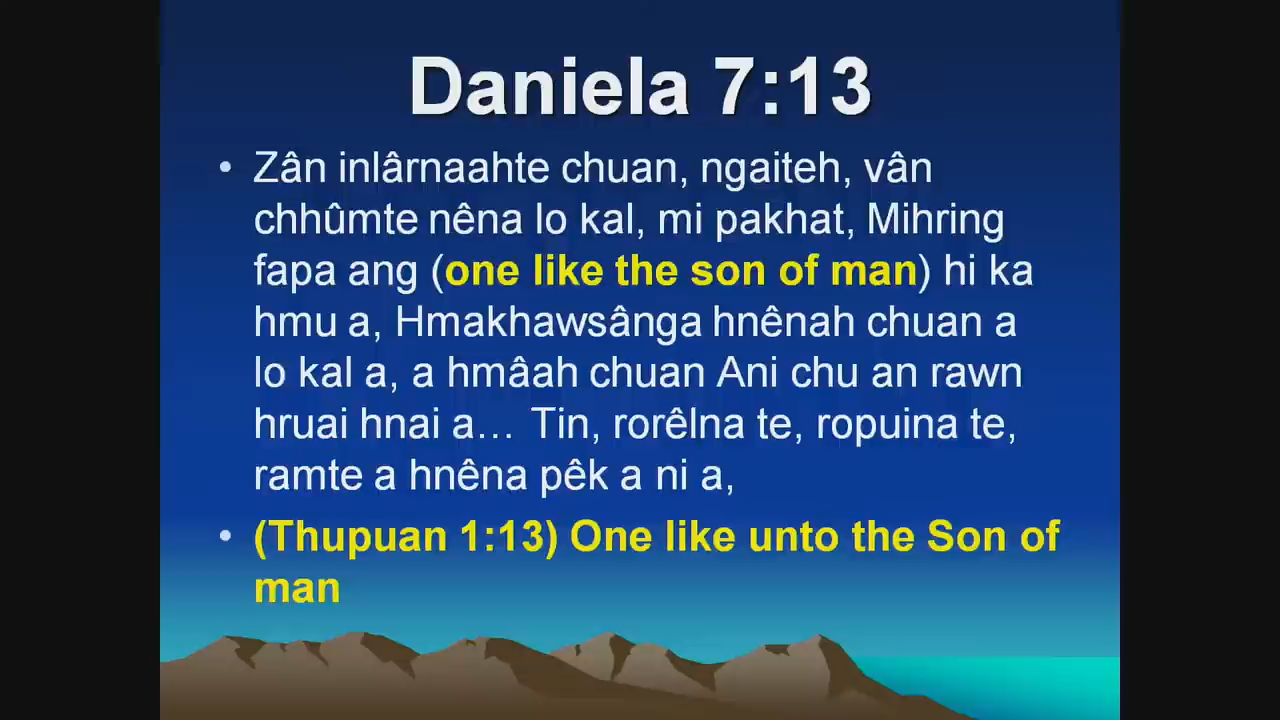 Daniela 7:13
• Zân inlârnaahte chuan, ngaiteh, vân
chhûmte nêna lo kal, mi pakhat, Mihring
fapa ang (one like the son of man) hi ka
hmu a, Hmakhawsânga hnênah chuan a
lo kal a, a hmâah chuan Ani chu an rawn
hruai hnai a… Tin, rorêlna te, ropuina te,
ramte a hnêna pêk a ni a,
• (Thupuan 1:13) One like unto the Son of
man